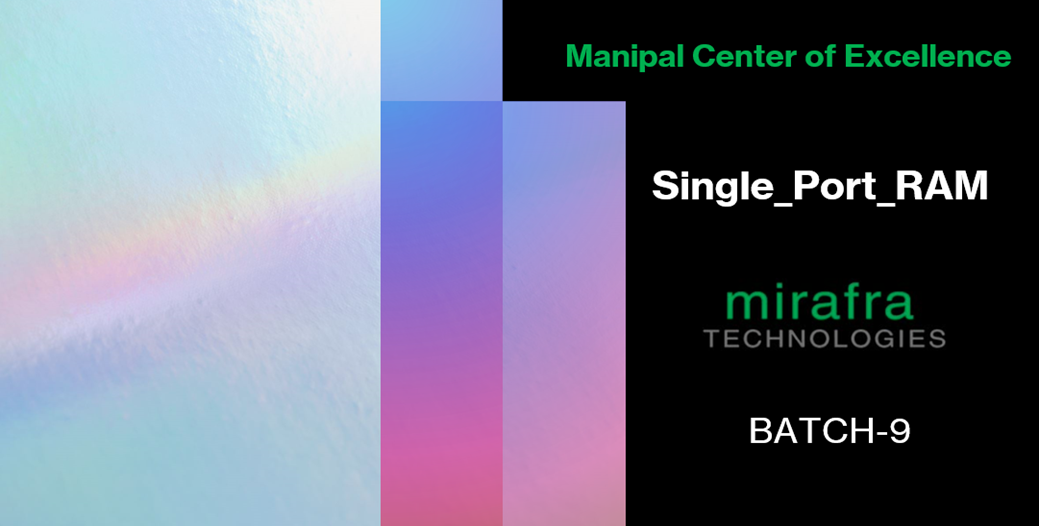 Manipal Center of Excellence
Single_Port_RAM
mirafra
TECHNOLOGIES
BATCH-9